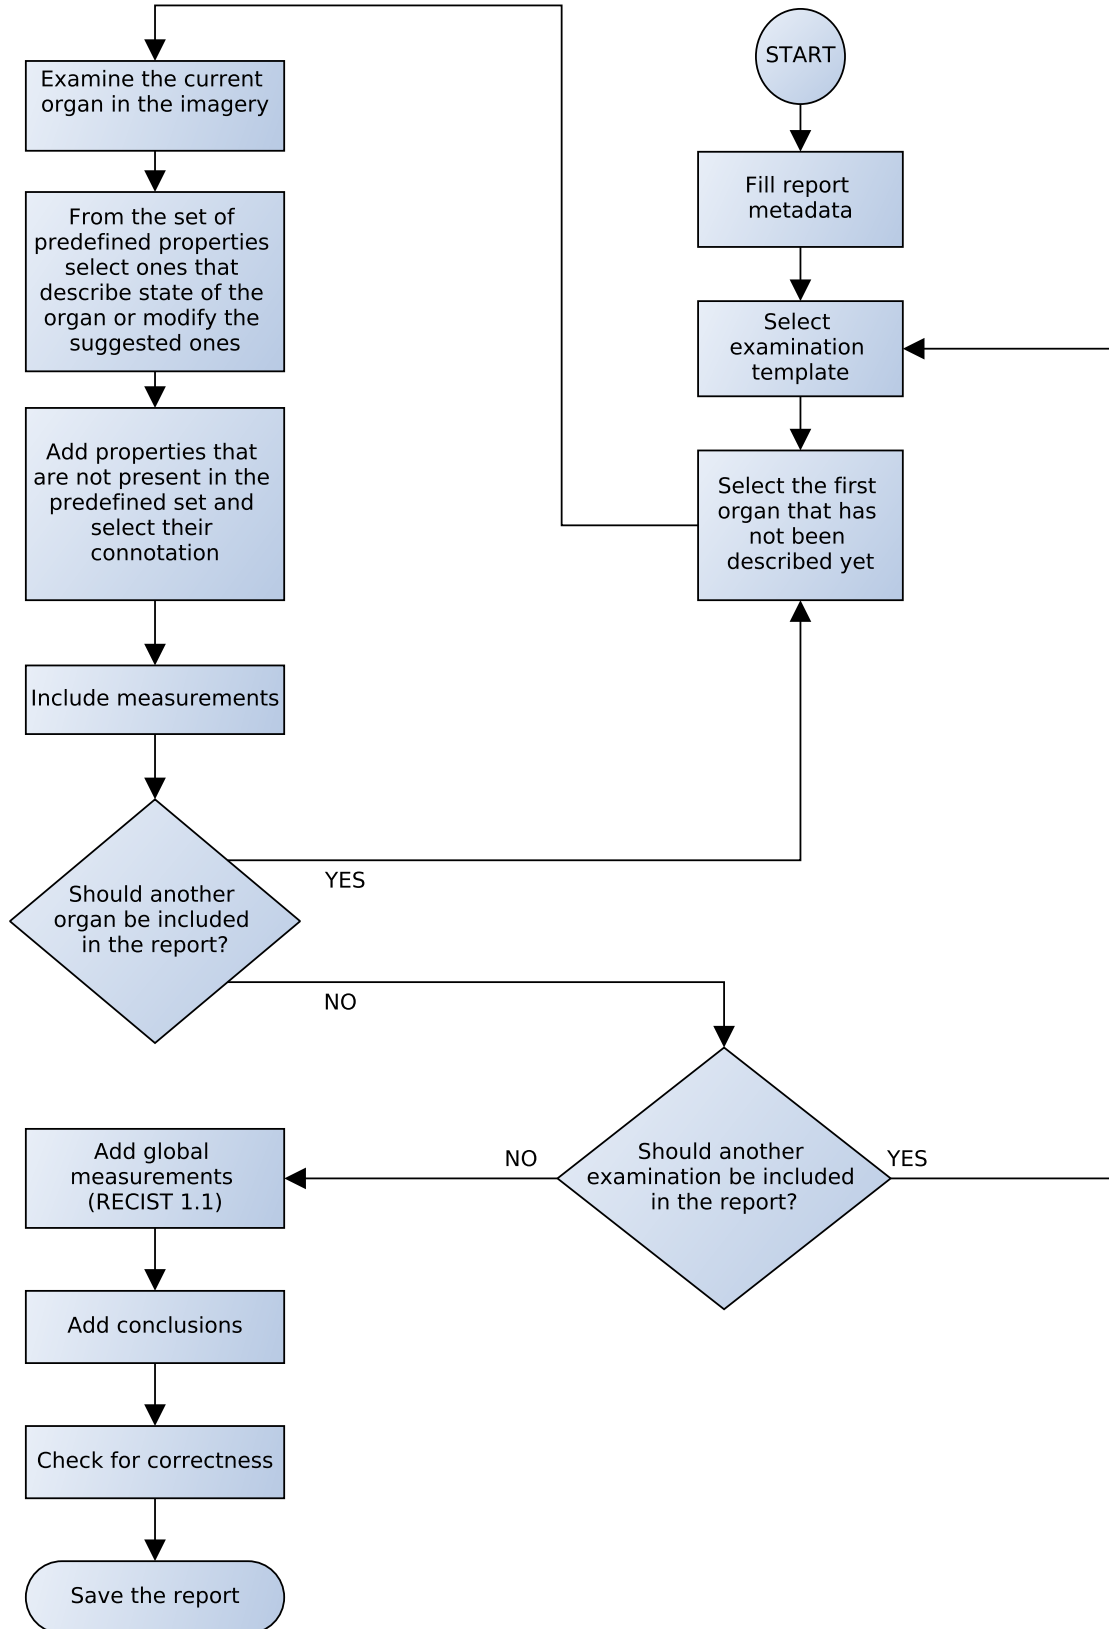 START
Fill report
metadata
Select
examination
template
Select the first
organ that has
not been
described yet
Examine the current
organ in the imagery
From the set of
predefined properties
select ones that
describe state of the
organ or modify the
suggested ones
Add properties that
are not present in the
predefined set and
select their
connotation
Include measurements
Should another
organ be included
in the report?
YES
NO
Should another
examination be included
in the report?
YES
NO
Add global
measurements
(RECIST 1.1)
Add conclusions
Check for correctness
Save the report